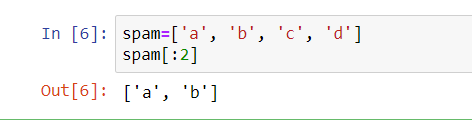 In [6]: spam=['a', 'b', 'c', 'd']
spam[:2]
Out[6]: ['a', 'b']